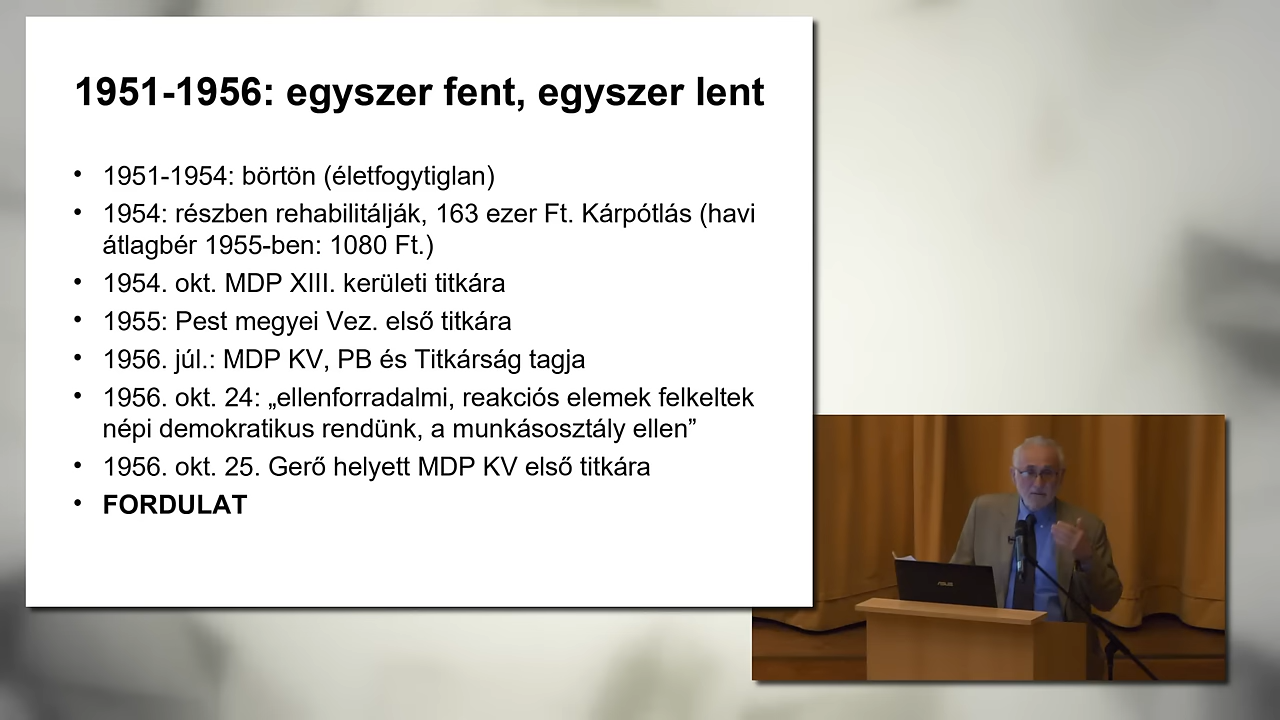 1951-1956: egyszer fent, egyszer lent
• 1951-1954: börtön (életfogytiglan)
• 1954: részben rehabilitálják, 163 ezer Ft. Kárpótlás (havi
átlagbér 1955-ben: 1080 Ft.)
• 1954. okt. MDP XIII. kerületi titkára
• 1955: Pest megyei Vez. első titkára
• 1956. júl.: MDP KV, PB és Titkárság tagja
• 1956. okt. 24: „ellenforradalmi, reakciós elemek felkeltek
népi demokratikus rendünk, a munkásosztály ellen”
• 1956. okt. 25. Gerő helyett MDP KV első titkára
• FORDULAT
ASUS